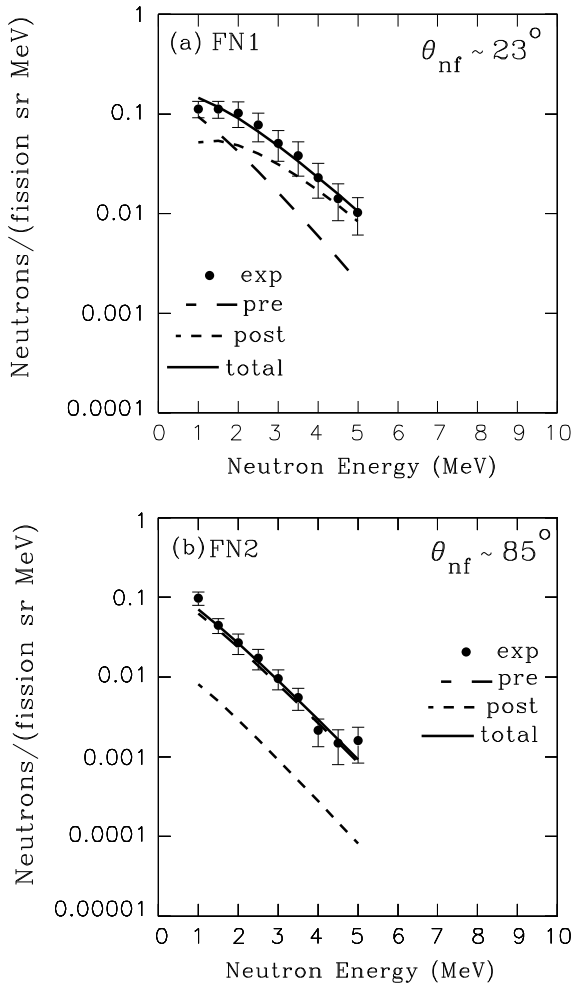 (a) FN1
θnf ~ 23°
1
0.1
0.01
0.001
0.0001
Neutrons/(fission sr MeV)
exp
pre
post
total
0 1 2 3 4 5 6 7 8 9 10
Neutron Energy (MeV)
(b) FN2
θnf ~ 85°
1
0.1
0.01
0.001
0.0001
0.00001
Neutrons/(fission sr MeV)
exp
pre
post
total
0 1 2 3 4 5 6 7 8 9 10
Neutron Energy (MeV)